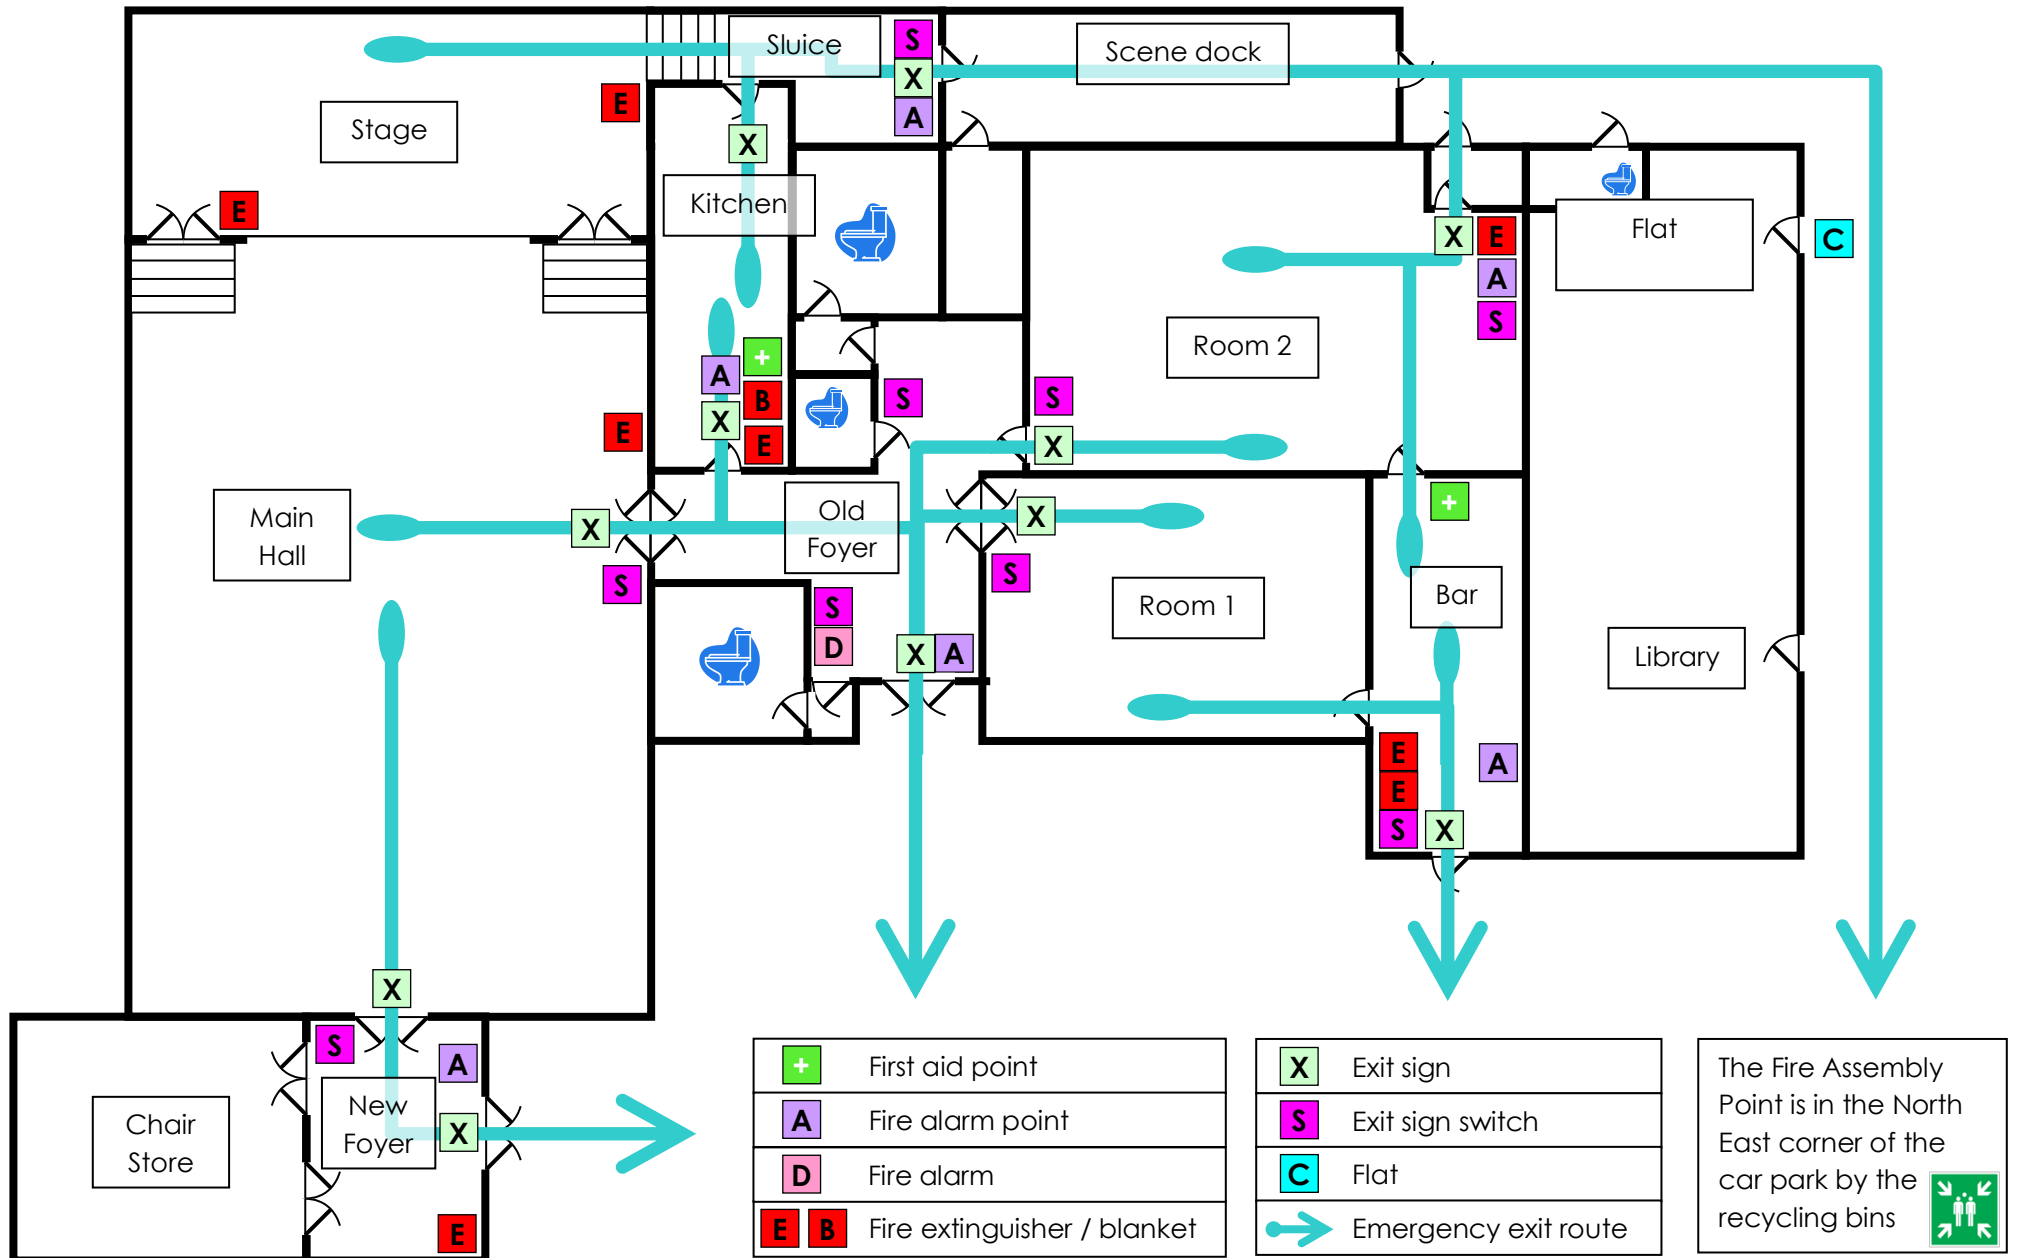 Sluice
S
Scene dock
X
A
E
Stage
X
Kitchen
E
Flat
C
X
E
A
S
Room 2
A
+
B
X
E
S
S
X
E
Main
Hall
X
S
Old
Foyer
X
S
+
Bar
Room 1
S
D
X
A
Library
E
E
S
A
X
X
S
A
New
Foyer
X
E
Chair
Store
+ First aid point
A Fire alarm point
D Fire alarm
E B Fire extinguisher / blanket
X Exit sign
S Exit sign switch
C Flat
Emergency exit route
The Fire Assembly
Point is in the North
East corner of the
car park by the
recycling bins